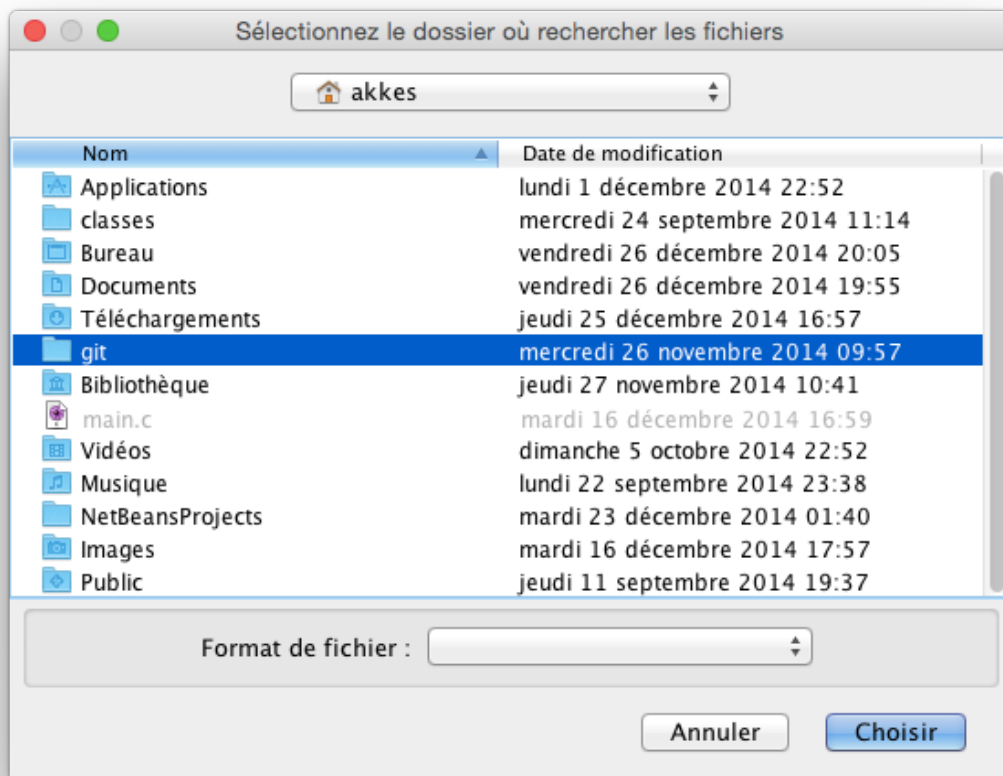 Sélectionnez le dossier où rechercher les fichiers
akkes
Nom Date de modification
Applications lundi 1 décembre 2014 22:52
classes mercredi 24 septembre 2014 11:14
Bureau vendredi 26 décembre 2014 20:05
Documents vendredi 26 décembre 2014 19:55
Téléchargements jeudi 25 décembre 2014 16:57
git mercredi 26 novembre 2014 09:57
Bibliothèque jeudi 27 novembre 2014 10:41
main.c mardi 16 décembre 2014 16:59
Vidéos dimanche 5 octobre 2014 22:52
Musique lundi 22 septembre 2014 23:38
NetBeansProjects mardi 23 décembre 2014 01:40
Images mardi 16 décembre 2014 17:57
Public jeudi 11 septembre 2014 19:37
Format de fichier :
Annuler Choisir